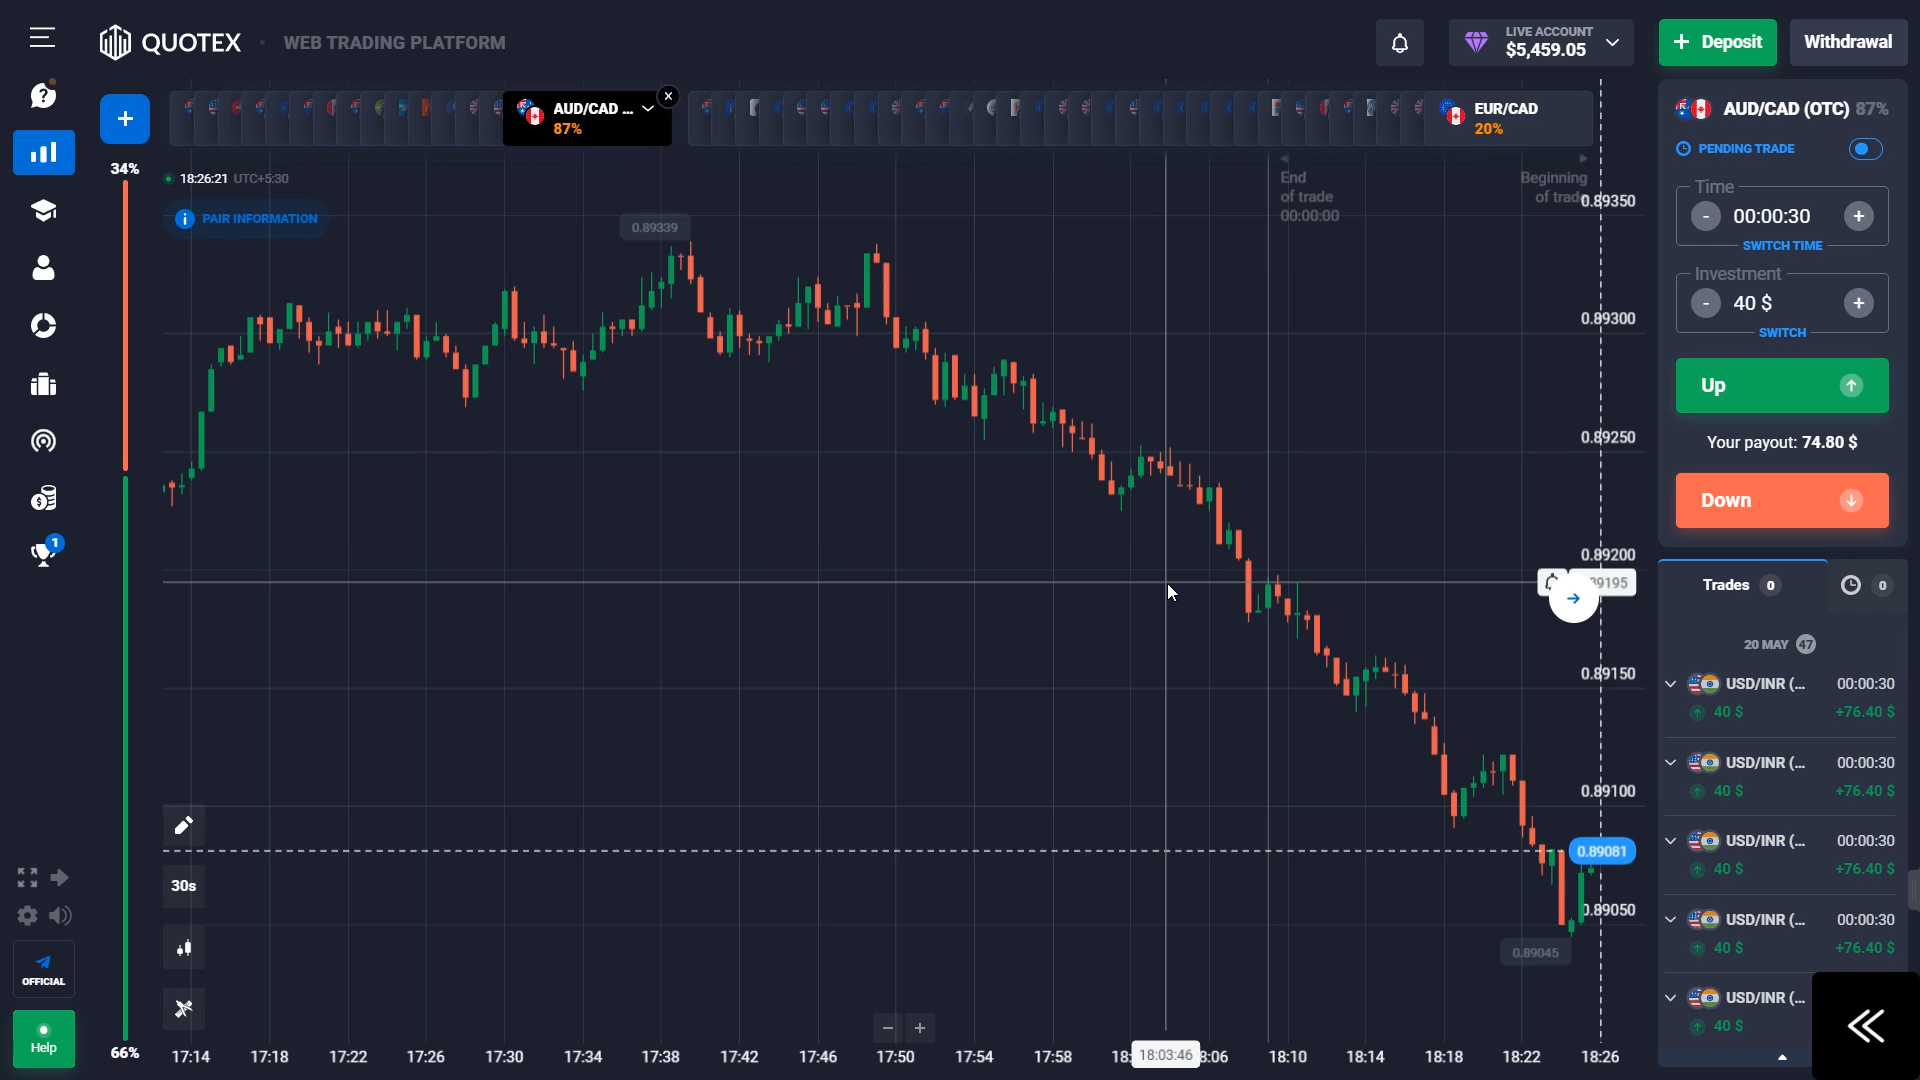 QUOTEX
WEB TRADING PLATFORM
LIVE ACCOUNT
$5,459.05
Deposit
Withdrawal
AUD/CAD ...
87%
EUR/CAD
20%
34%
18:26:21 UTC+5:30
PAIR INFORMATION
End
of trade
00:00:00
Beginning
of trade
0.89339
0.89350
0.89300
0.89250
0.89200
0.89150
0.89100
0.89081
0.89050
0.89045
30s
66%
17:14
17:18
17:22
17:26
17:30
17:34
17:38
17:42
17:46
17:50
17:54
17:58
18:03:46
18:10
18:14
18:18
18:22
18:26
1
OFFICIAL
Help
AUD/CAD (OTC) 87%
PENDING TRADE
Time
- 00:00:30 +
SWITCH TIME
Investment
- 40 $ +
SWITCH
Up
Your payout: 74.80 $
Down
Trades 0
0
20 MAY 47
USD/INR (... 00:00:30
40 $ +76.40 $
USD/INR (... 00:00:30
40 $ +76.40 $
USD/INR (... 00:00:30
40 $ +76.40 $
USD/INR (... 00:00:30
40 $ +76.40 $
USD/INR (...
40 $